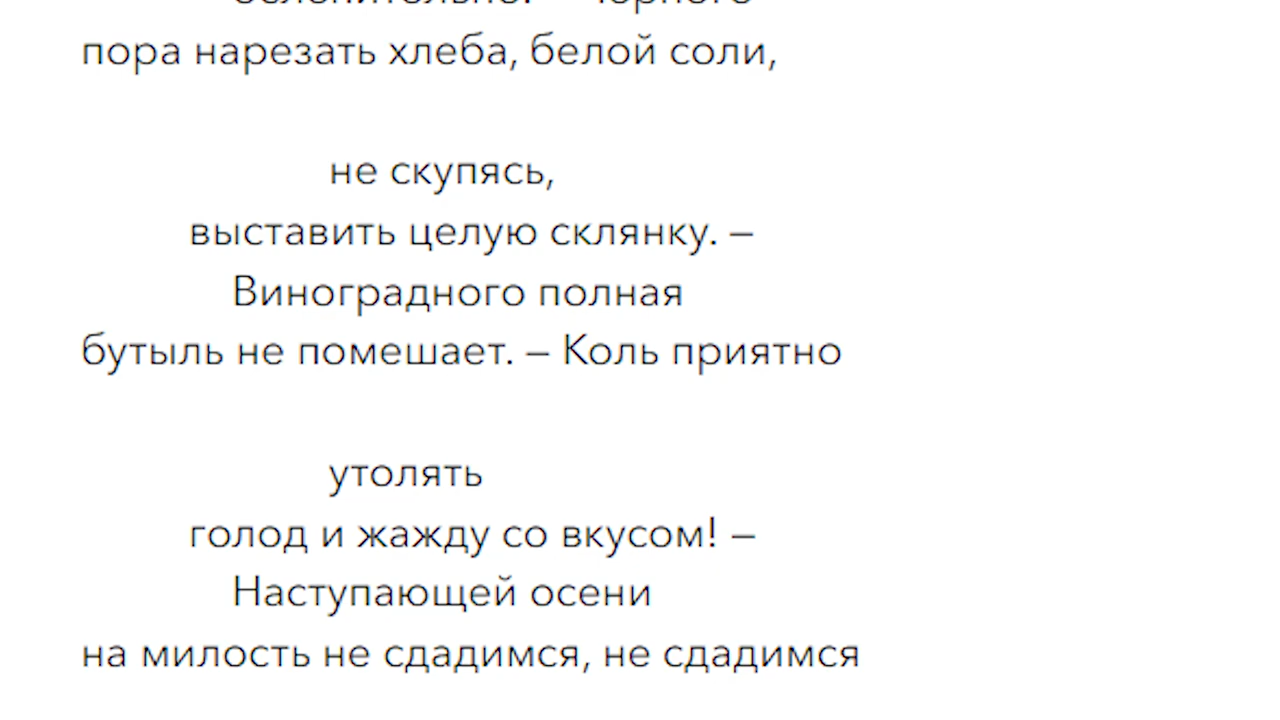 пора нарезать хлеба, белой соли,
не скупясь,
выставить целую склянку. –
Виноградного полная
бутыль не помешает. – Коль приятно
утолять
голод и жажду со вкусом! –
Наступающей осени
на милость не сдадимся, не сдадимся